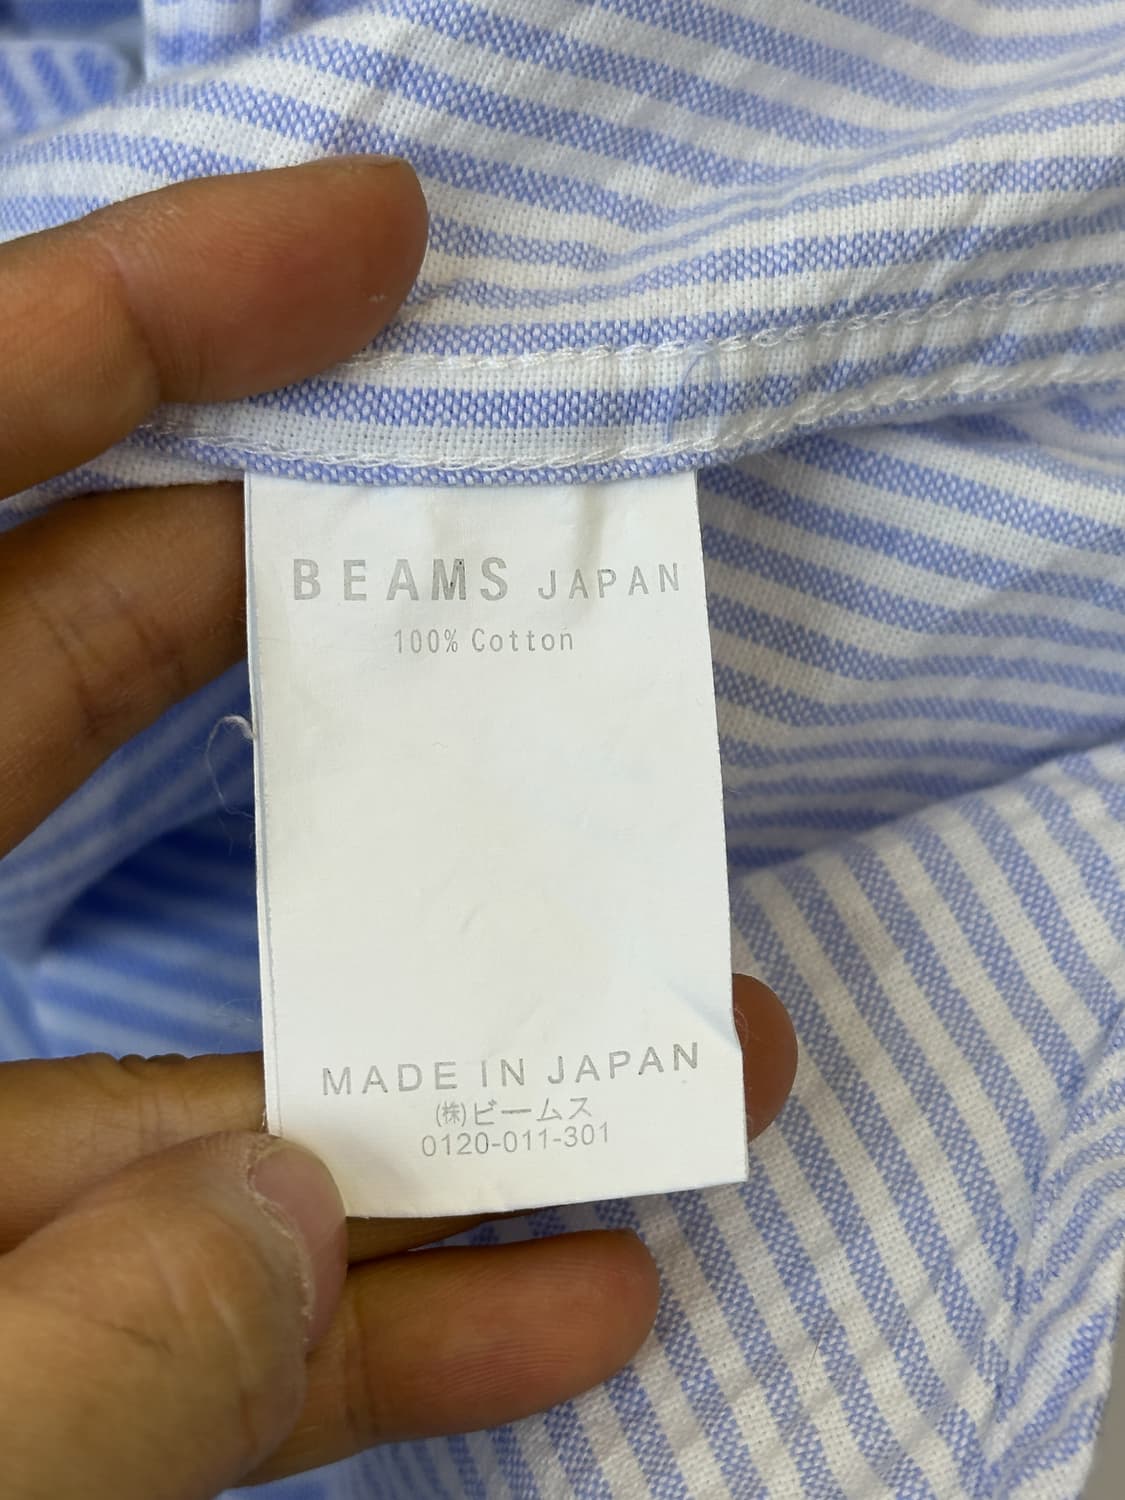 BEAMS JAPAN
100% Cotton
MADE IN JAPAN
(株)ビームス
0120-011-301